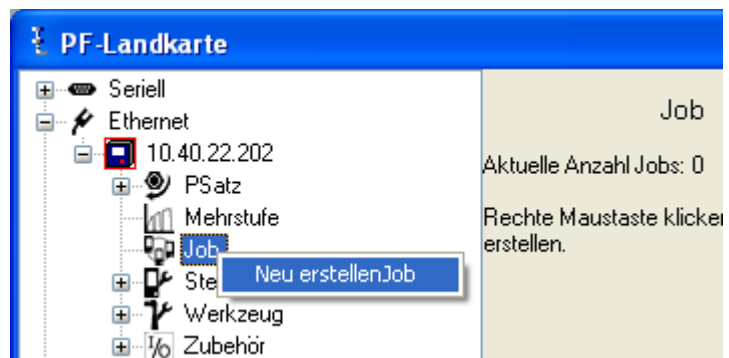 PF-Landkarte
Seriell
Ethernet
10.40.22.202
PSatz
Mehrstufe
Job
Ste
Neu erstellenJob
Werkzeug
I/O Zubehör
Job
Aktuelle Anzahl Jobs: 0
Rechte Maustaste klicken
erstellen.